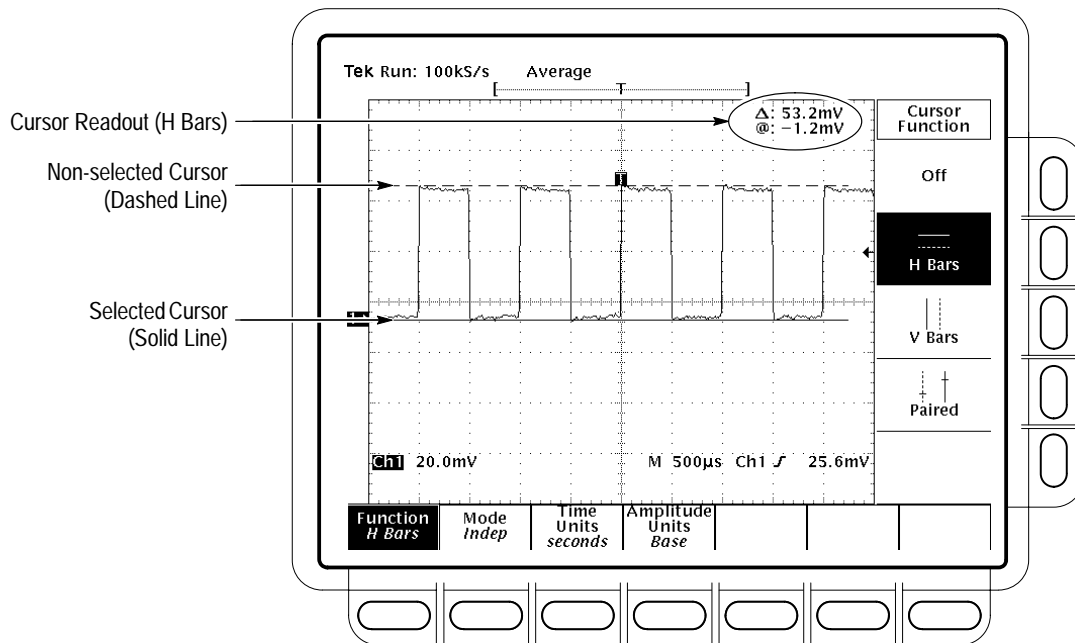 Tek Run: 100kS/s Average
[ T ]
Cursor Readout (H Bars)
Δ: 53.2mV
@: −1.2mV
Cursor
Function
Non-selected Cursor
(Dashed Line)
Off
H Bars
Selected Cursor
(Solid Line)
V Bars
Paired
Ch1 20.0mV M 500µs Ch1 25.6mV
Function
H Bars
Mode
Indep
Time
Units
seconds
Amplitude
Units
Base